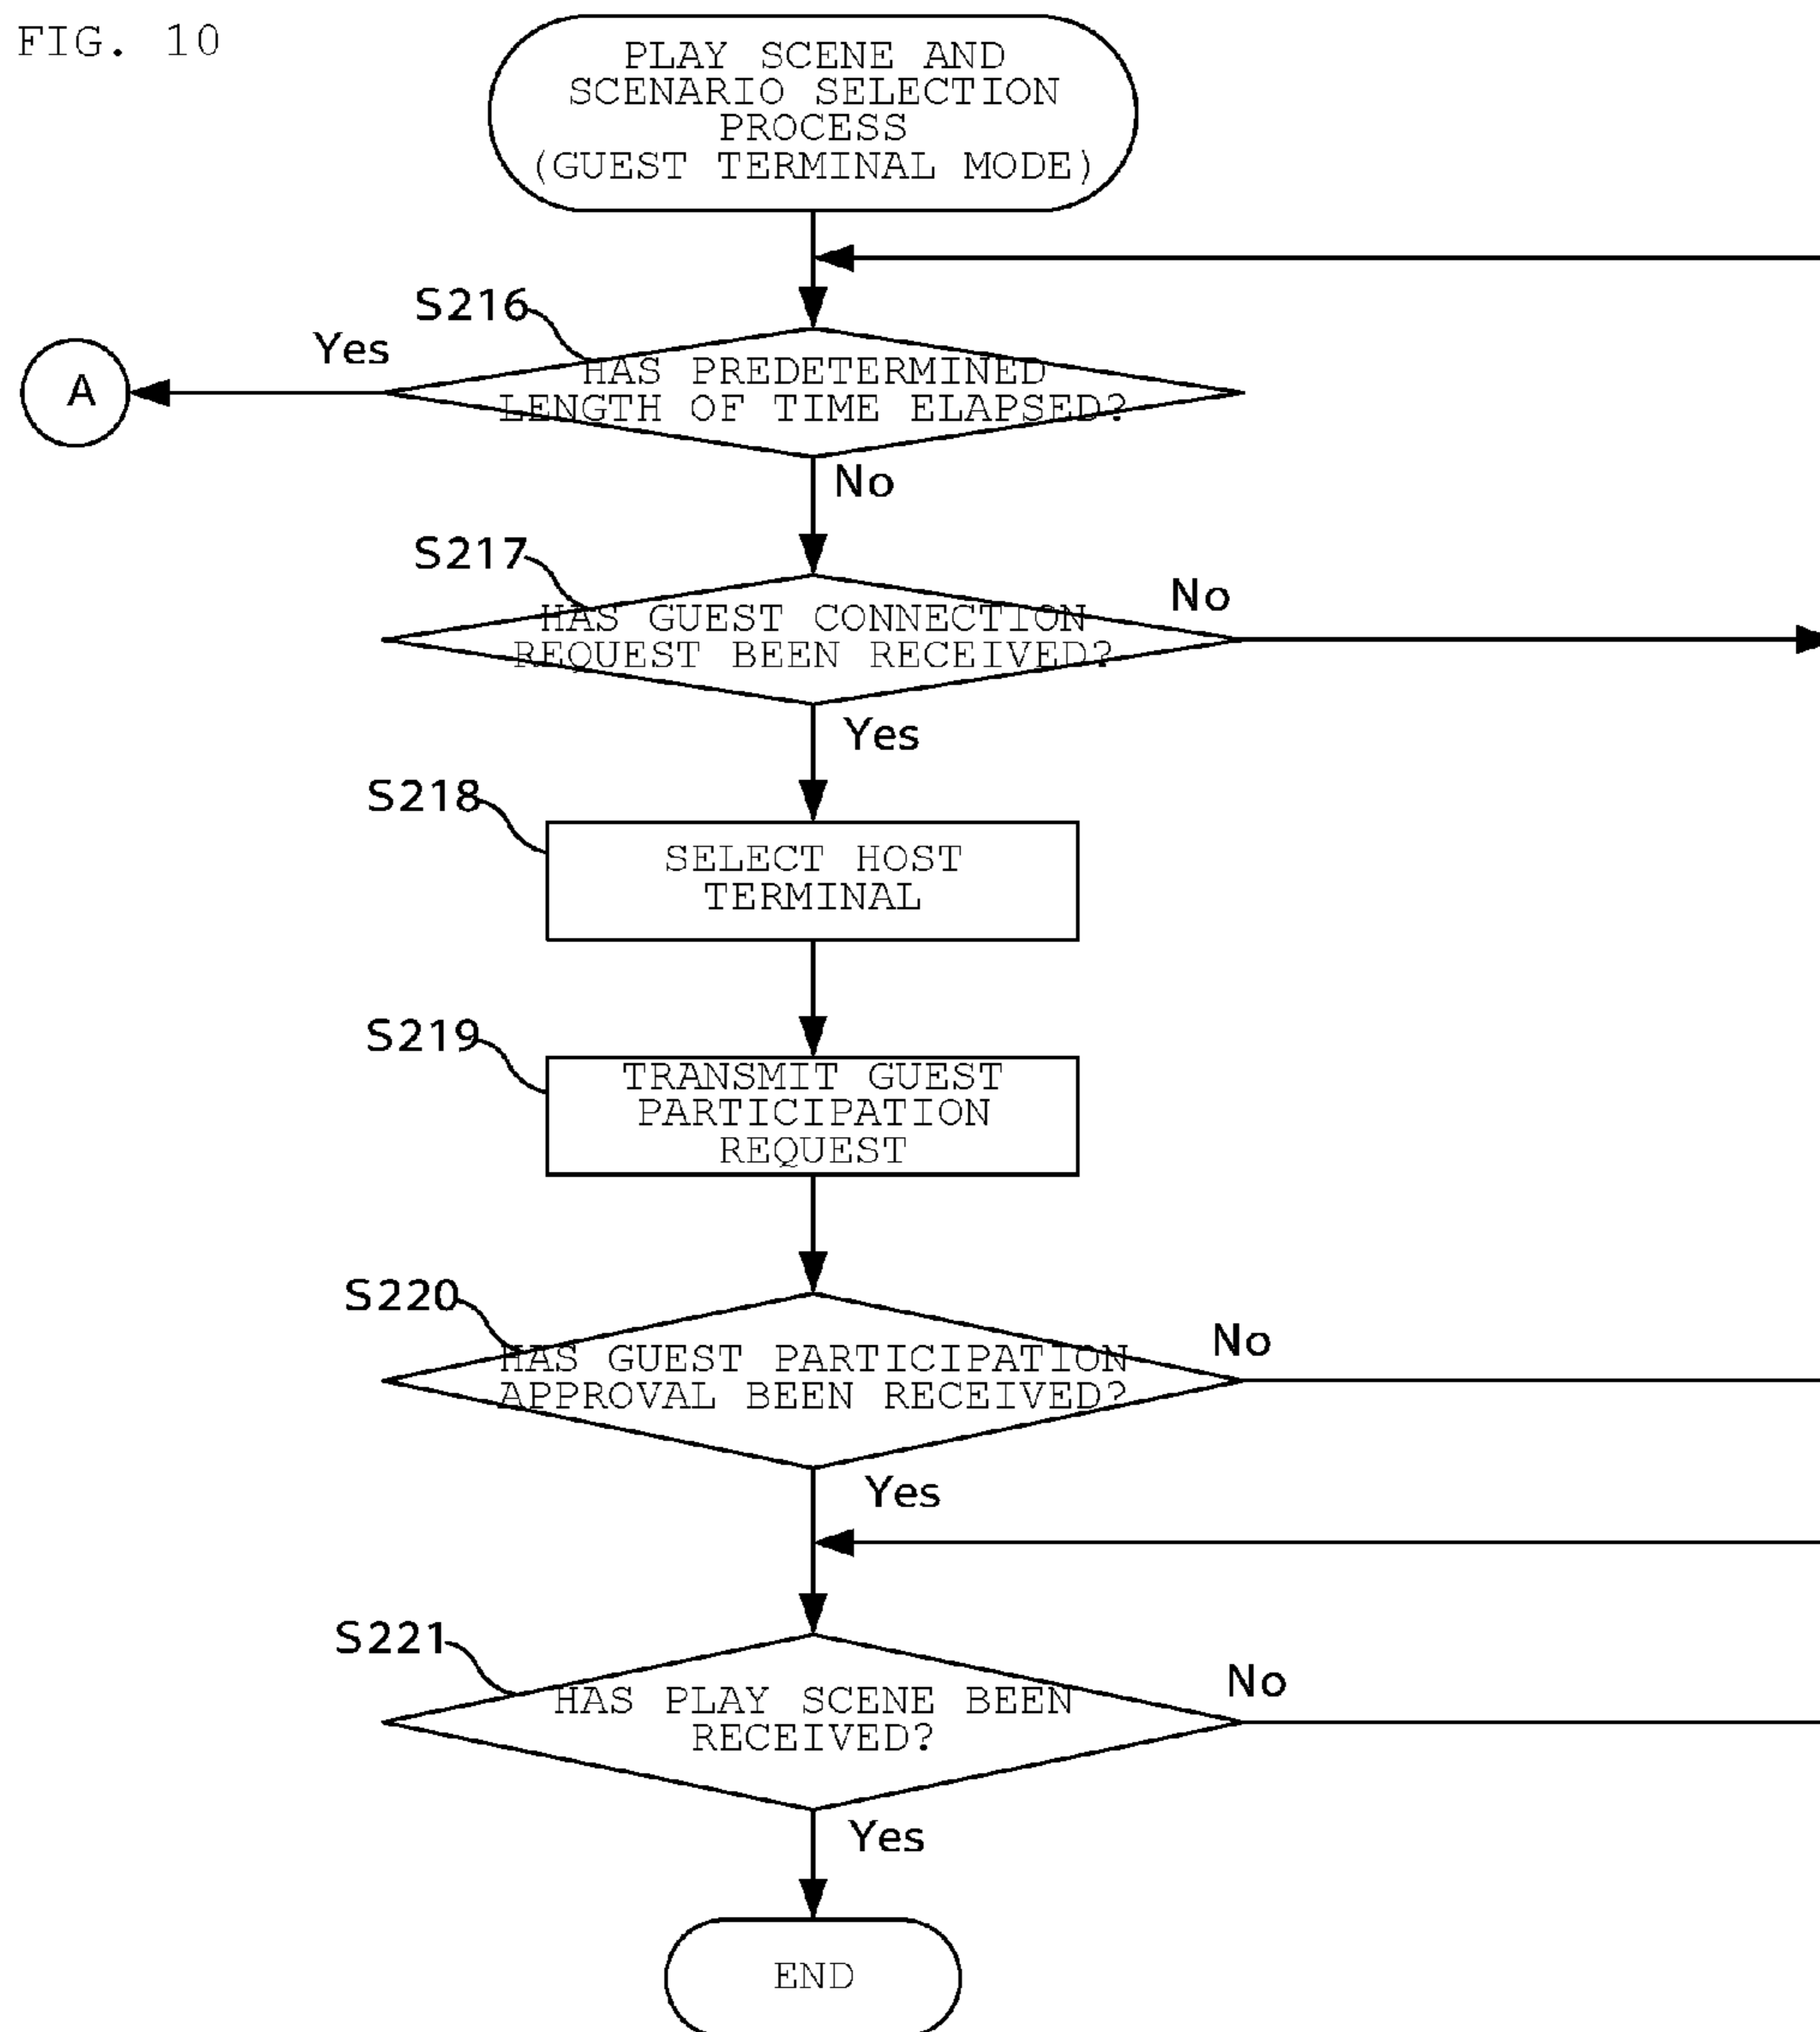 FIG. 10
PLAY SCENE AND
SCENARIO SELECTION
PROCESS
(GUEST TERMINAL MODE)
S216
Yes
A
HAS PREDETERMINED
LENGTH OF TIME ELAPSED?
No
S217
No
HAS GUEST CONNECTION
REQUEST BEEN RECEIVED?
Yes
S218
SELECT HOST
TERMINAL
S219
TRANSMIT GUEST
PARTICIPATION
REQUEST
S220
No
HAS GUEST PARTICIPATION
APPROVAL BEEN RECEIVED?
Yes
S221
No
HAS PLAY SCENE BEEN
RECEIVED?
Yes
END